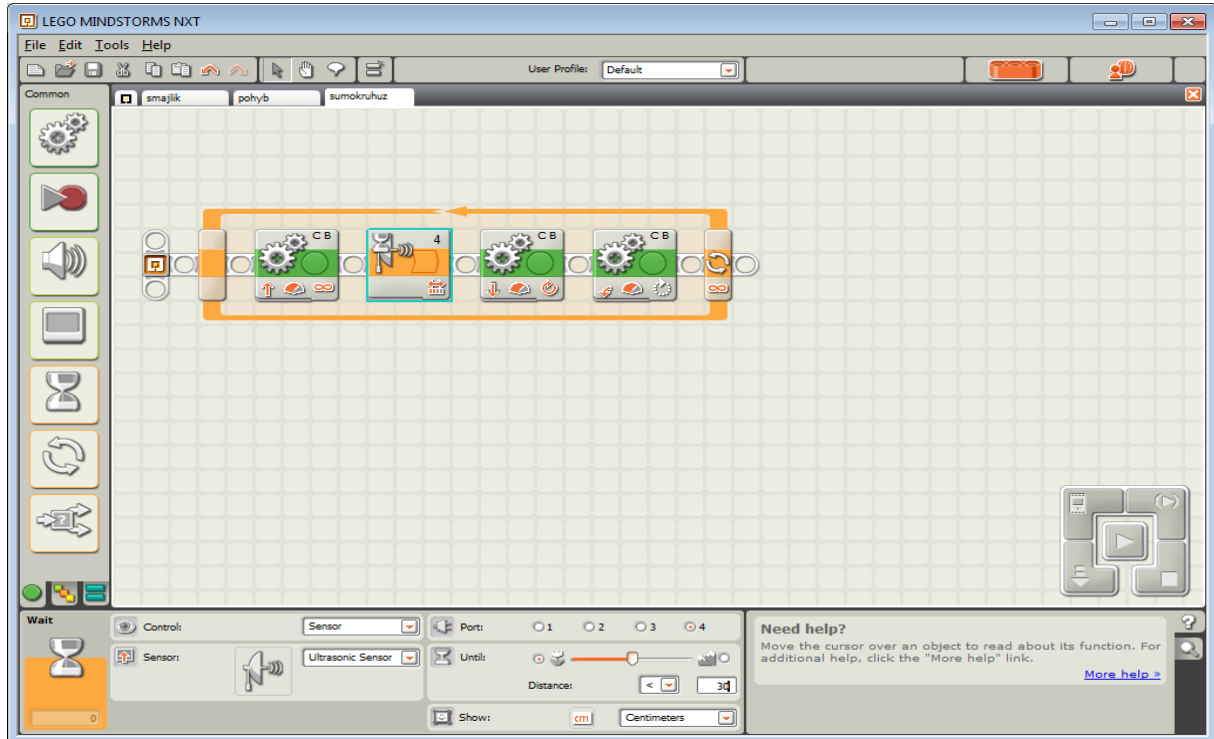 LEGO MINDSTORMS NXT
File Edit Tools Help
User Profile: Default
Common
smajlik pohyb sumokruhuz
C B
4
C B
C B
Wait
0
Control: Sensor
Sensor: Ultrasonic Sensor
Port: 1 2 3 4
Until:
Distance: < 30
Show: cm Centimeters
Need help?
Move the cursor over an object to read about its function. For
additional help, click the "More help" link.
More help »
?